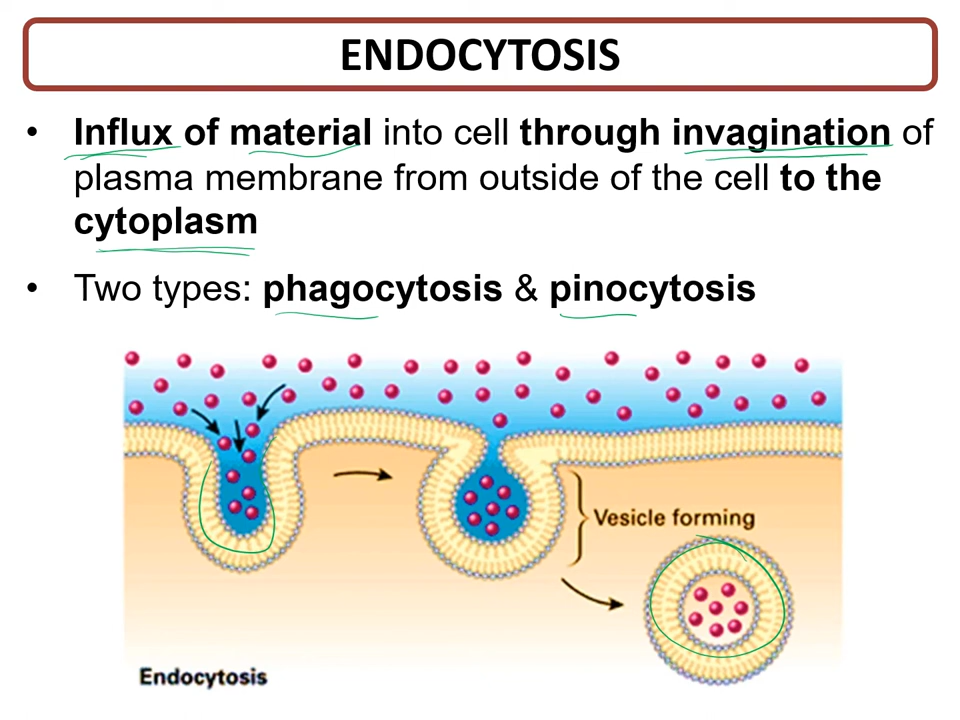 ENDOCYTOSIS
• Influx of material into cell through invagination of
plasma membrane from outside of the cell to the
cytoplasm
• Two types: phagocytosis & pinocytosis
Vesicle forming
Endocytosis